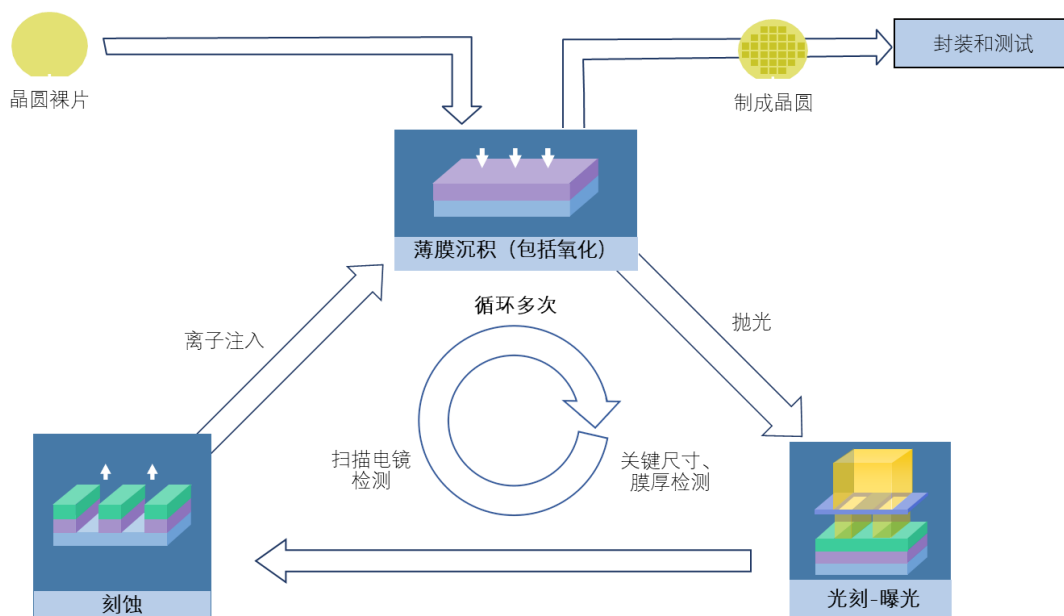 晶圆裸片
制成晶圆
封装和测试
薄膜沉积（包括氧化）
离子注入
循环多次
抛光
扫描电镜
检测
关键尺寸、
膜厚检测
刻蚀
光刻-曝光